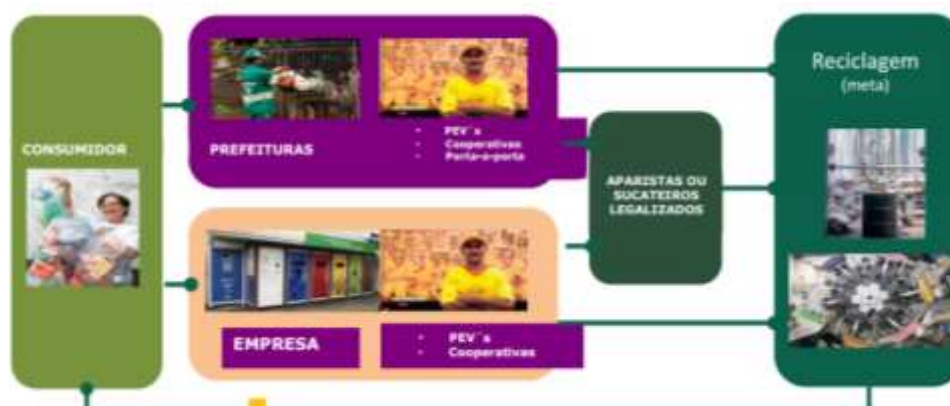 CONSUMIDOR
PREFEITURAS
• PEV´s
• Cooperativas
• Porta-a-porta
EMPRESA
• PEV´s
• Cooperativas
APARISTAS OU
SUCATEIROS
LEGALIZADOS
Reciclagem
(meta)